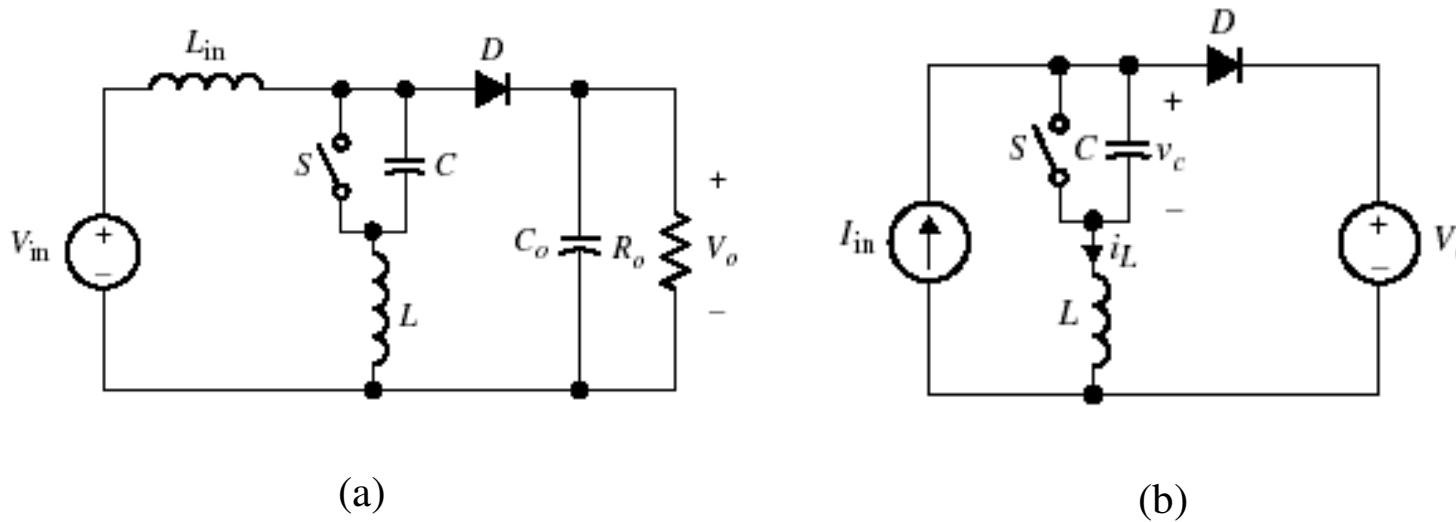 L_in
D
S
C
V_in
+
−
C_o
R_o
+
V_o
−
L
(a)
D
+
S
C
v_c
−
I_in
i_L
L
+
−
V
(b)